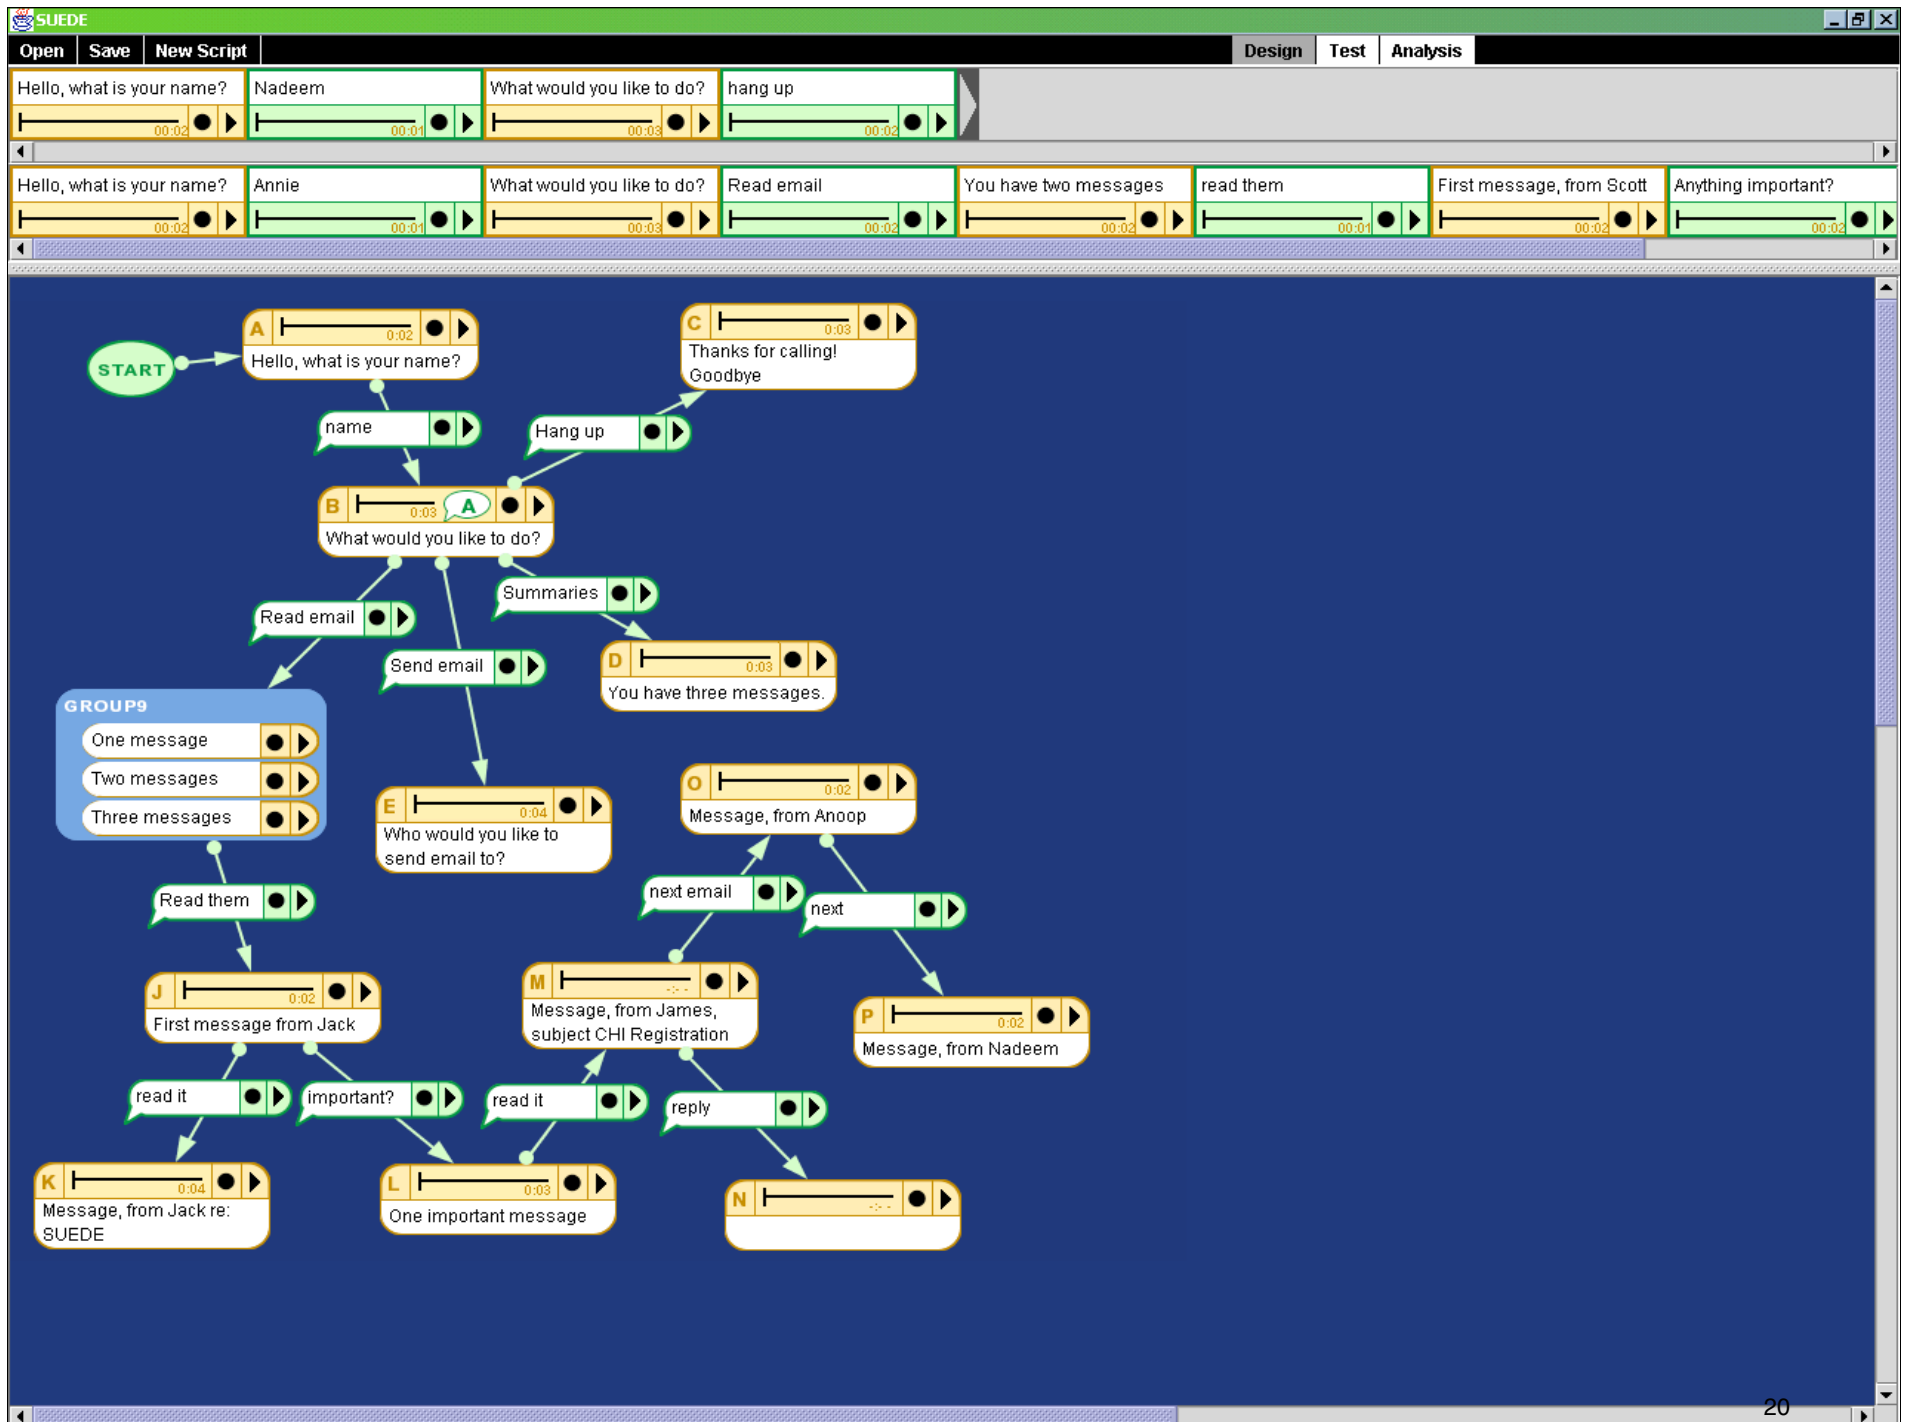 SUEDE
Open Save New Script Design Test Analysis
Hello, what is your name? Nadeem What would you like to do? hang up
00:02 00:01 00:03 00:02
Hello, what is your name? Annie What would you like to do? Read email You have two messages read them First message, from Scott Anything important?
00:02 00:01 00:03 00:02 00:02 00:01 00:02 00:02
START
A 0:02
Hello, what is your name?
C 0:03
Thanks for calling!
Goodbye
name
Hang up
B 0:03 A
What would you like to do?
Read email
Send email
Summaries
D 0:03
You have three messages.
GROUP9
One message
Two messages
Three messages
E 0:04
Who would you like to
send email to?
O 0:02
Message, from Anoop
Read them
next email
next
J 0:02
First message from Jack
M -:--
Message, from James,
subject CHI Registration
P 0:02
Message, from Nadeem
read it
important?
read it
reply
K 0:04
Message, from Jack re:
SUEDE
L 0:03
One important message
N -:--
20